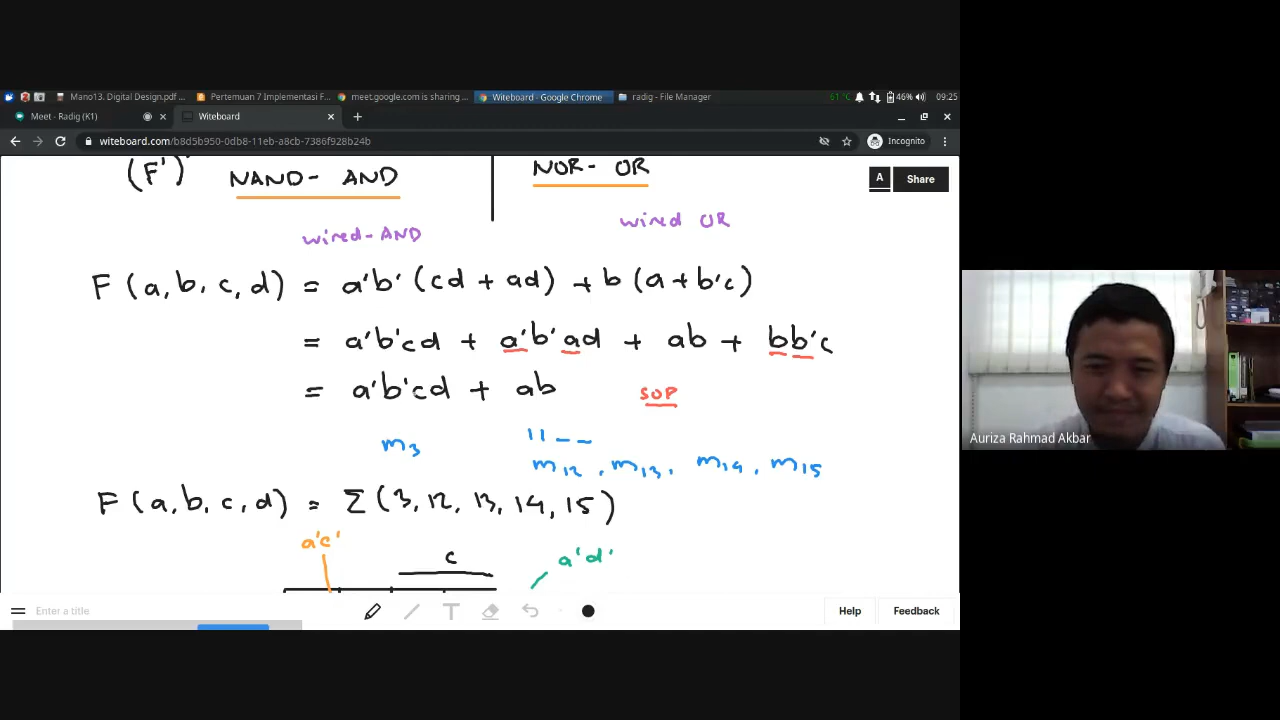 Mano13. Digital Design.pdf ...
Pertemuan 7 Implementasi F...
meet.google.com is sharing ...
Witeboard - Google Chrome
radig - File Manager
61°C
46%
09:25
Meet - Radig (K1)
Witeboard
witeboard.com/b8d5b950-0db8-11eb-a8cb-7386f928b24b
Incognito
A
Share
(F')' NAND- AND
NOR- OR
wired-AND
wired OR
F (a, b, c, d) = a'b' (cd + ad) + b (a + b'c)
= a'b'cd + a'b'ad + ab + bb'c
= a'b'cd + ab SOP
m3
11 _ _
m12, m13, m14, m15
F (a, b, c, d) = Σ (3, 12, 13, 14, 15)
a'c'
c
a'd'
Enter a title
T
Help
Feedback
Auriza Rahmad Akbar